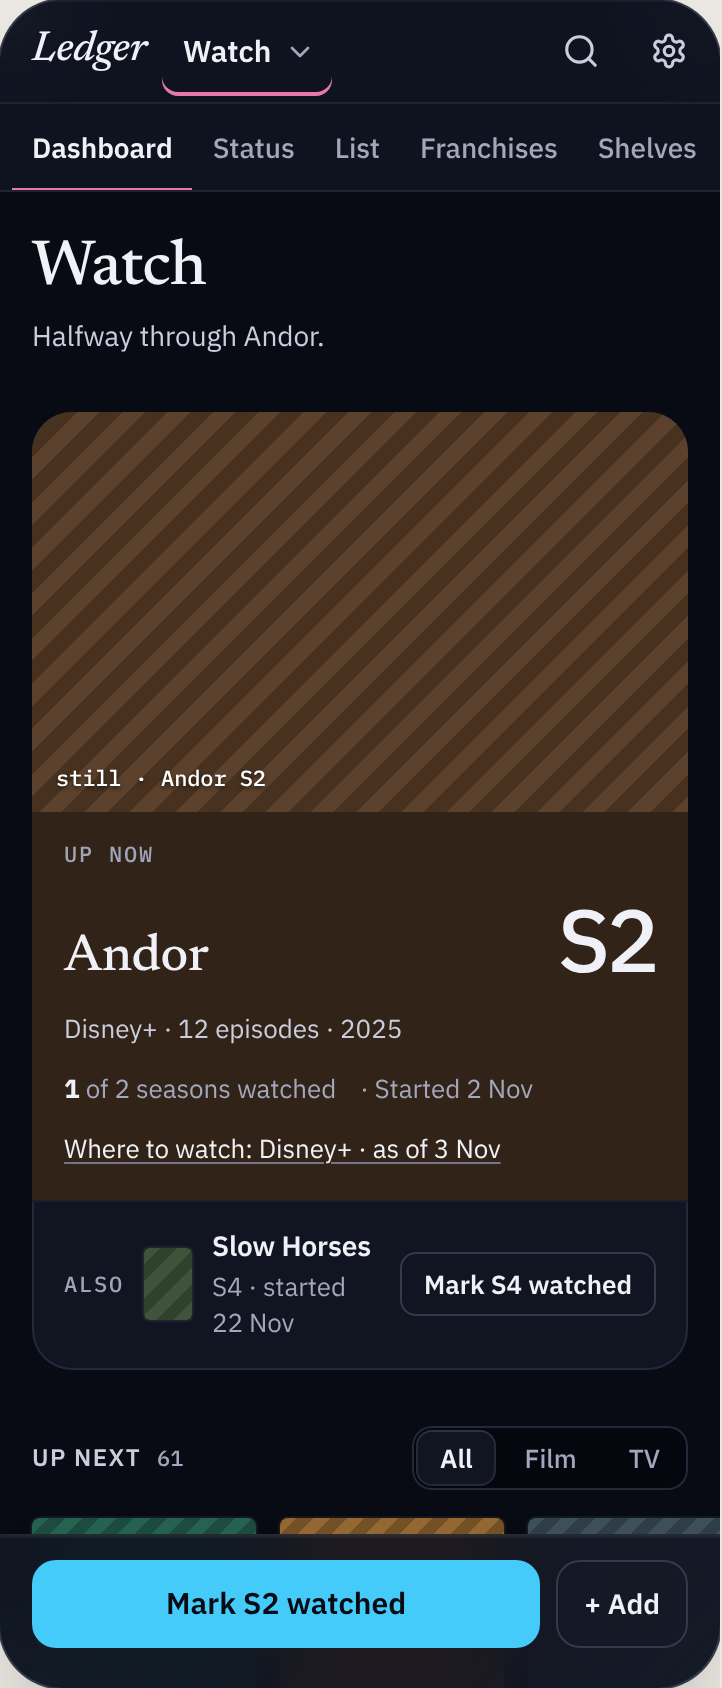 Ledger Watch
Dashboard Status List Franchises Shelves
Watch
Halfway through Andor.
still · Andor S2
UP NOW
Andor S2
Disney+ · 12 episodes · 2025
1 of 2 seasons watched · Started 2 Nov
Where to watch: Disney+ · as of 3 Nov
ALSO
Slow Horses
S4 · started
22 Nov
Mark S4 watched
UP NEXT 61
All Film TV
Mark S2 watched
+ Add